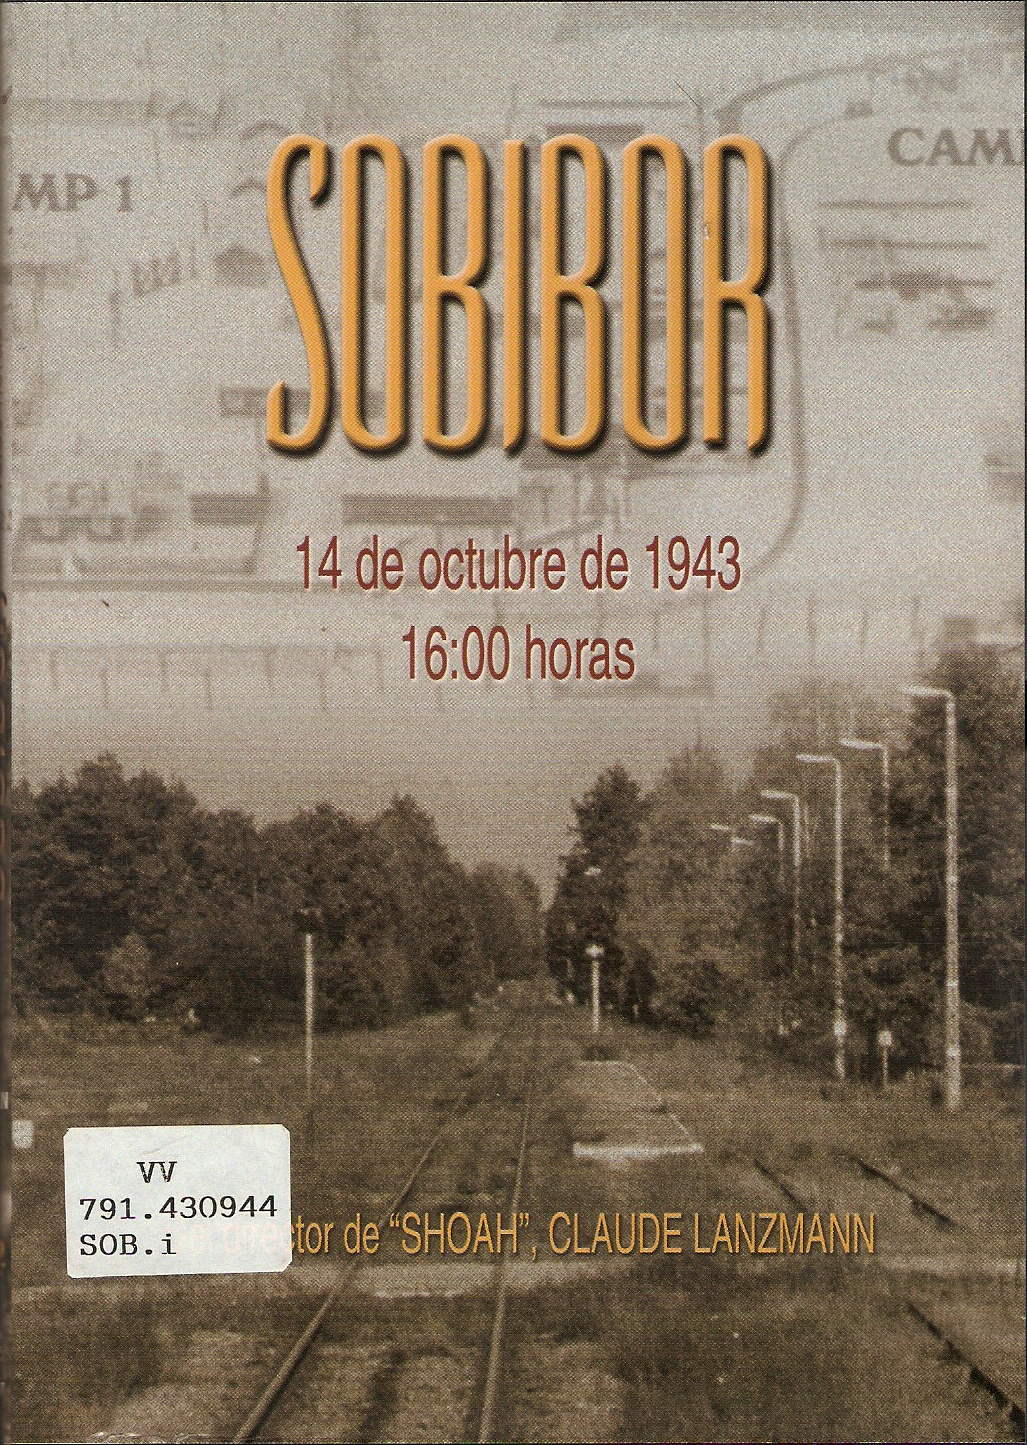 MP 1
CAM
SOBIBOR
14 de octubre de 1943
16:00 horas
VV
791.430944
SOB.i
director de “SHOAH”, CLAUDE LANZMANN